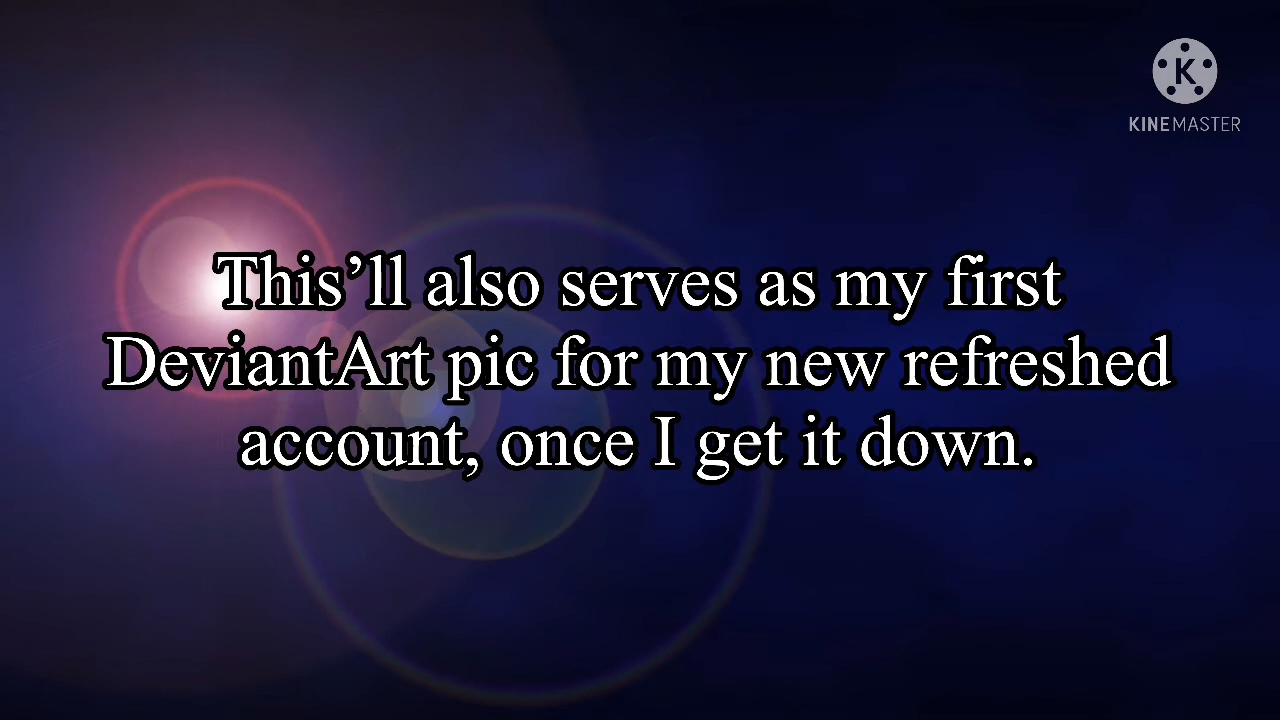 K
KINEMASTER
This’ll also serves as my first
DeviantArt pic for my new refreshed
account, once I get it down.